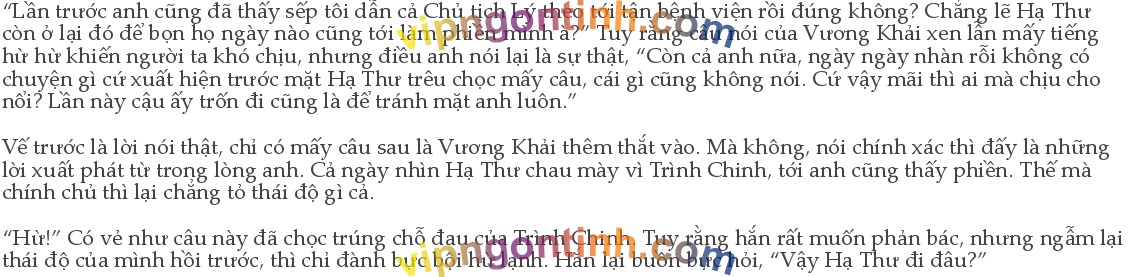 “Lần trước anh cũng đã thấy sếp tôi dẫn cả Chủ tịch Lý theo tới tận bệnh viện rồi đúng không? Chẳng lẽ Hạ Thư
còn ở lại đó để bọn họ ngày nào cũng tới làm phiền mình à?” Tuy rằng câu nói của Vương Khải xen lẫn mấy tiếng
hừ hừ khiến người ta khó chịu, nhưng điều anh nói lại là sự thật, “Còn cả anh nữa, ngày ngày nhàn rỗi không có
chuyện gì cứ xuất hiện trước mặt Hạ Thư trêu chọc mấy câu, cái gì cũng không nói. Cứ vậy mãi thì ai mà chịu cho
nổi? Lần này cậu ấy trốn đi cũng là để tránh mặt anh luôn.”
Vế trước là lời nói thật, chỉ có mấy câu sau là Vương Khải thêm thắt vào. Mà không, nói chính xác thì đấy là những
lời xuất phát từ trong lòng anh. Cả ngày nhìn Hạ Thư chau mày vì Trình Chinh, tới anh cũng thấy phiền. Thế mà
chính chủ thì lại chẳng tỏ thái độ gì cả.
“Hừ!” Có vẻ như câu này đã chọc trúng chỗ đau của Trình Chinh. Tuy rằng hắn rất muốn phản bác, nhưng ngẫm lại
thái độ của mình hồi trước, thì chỉ đành bực bội hừ lạnh. Hắn lại buồn bực hỏi, “Vậy Hạ Thư đi đâu?”
vipngontinh.com
vipngontinh.com